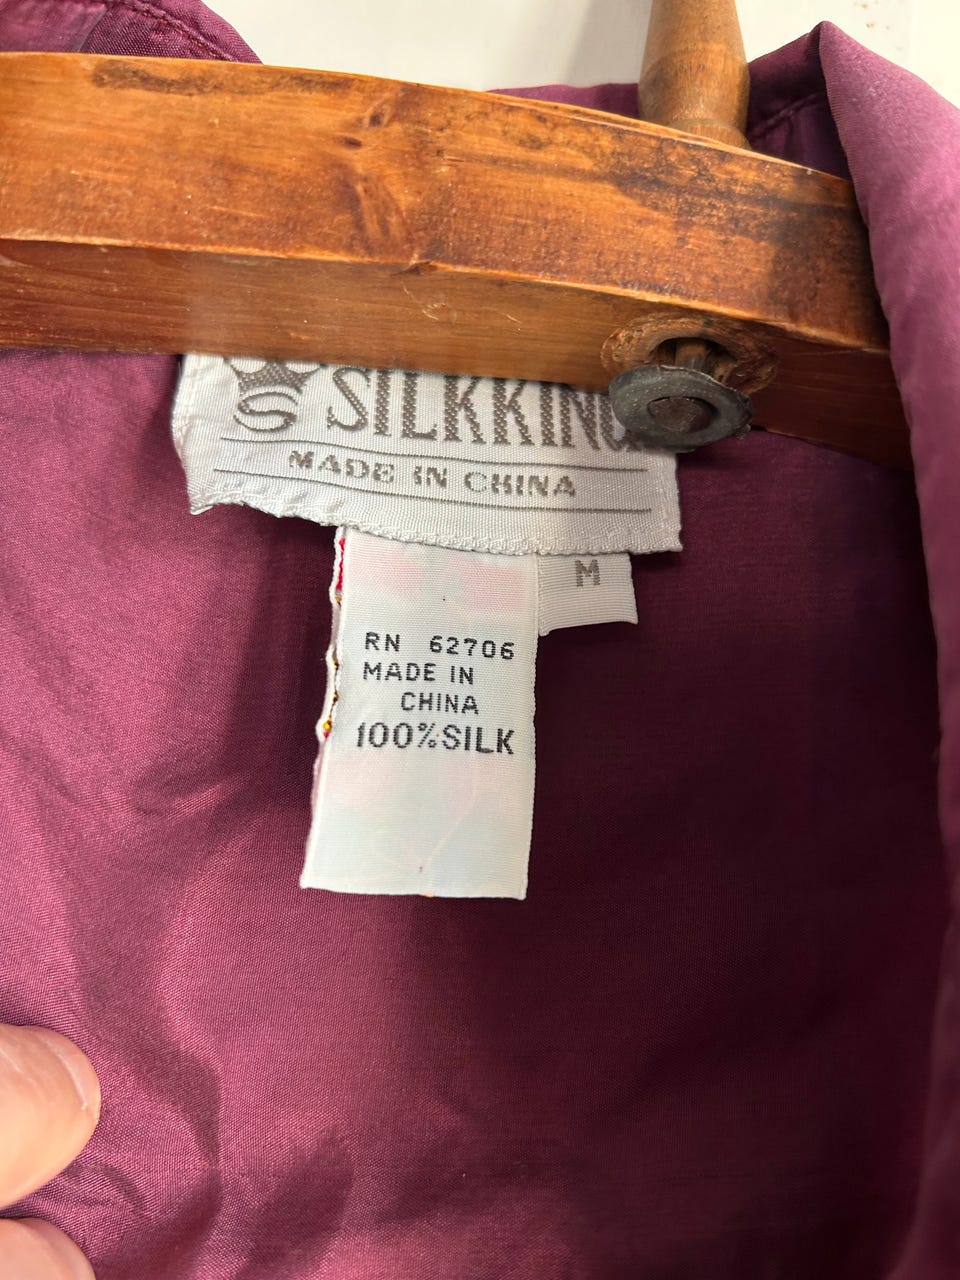 SILKKING
MADE IN CHINA
M
RN 62706
MADE IN
CHINA
100%SILK